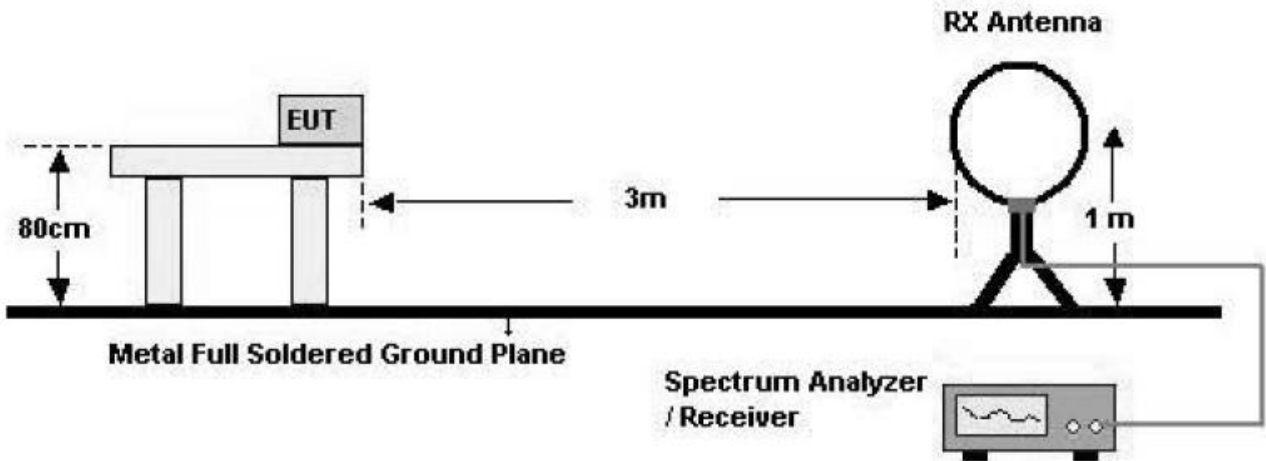 RX Antenna
EUT
3m
80cm
1 m
Metal Full Soldered Ground Plane
Spectrum Analyzer
/ Receiver